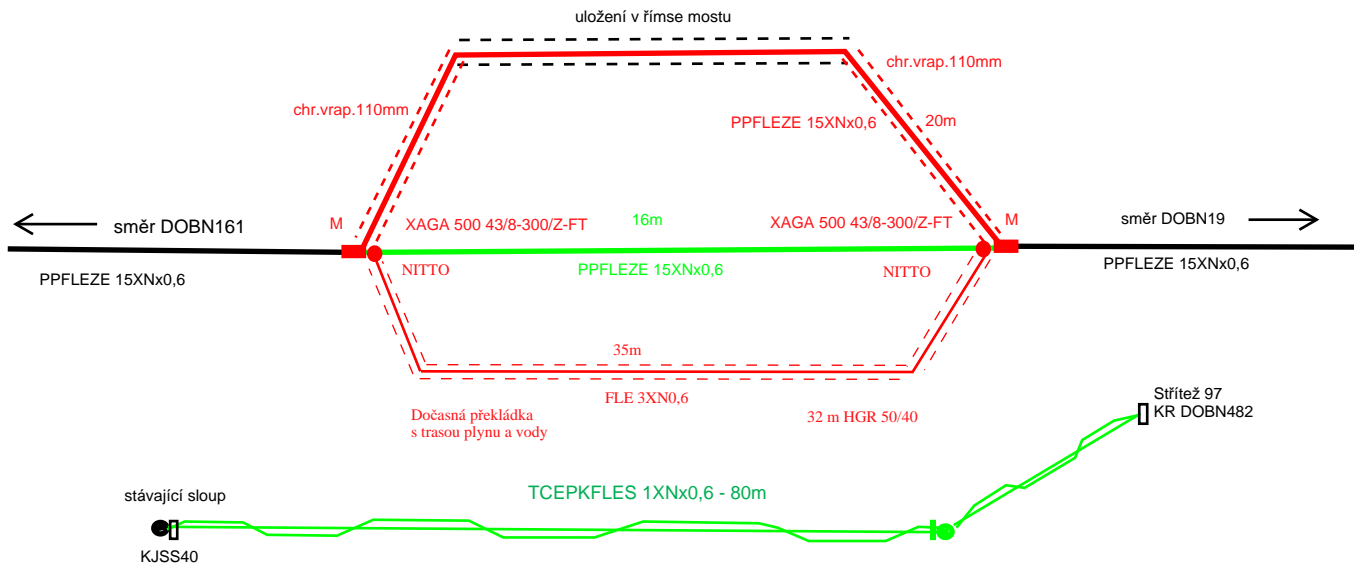 uložení v římse mostu
chr.vrap.110mm
chr.vrap.110mm
PPFLEZE 15XNx0,6
20m
směr DOBN161
M
XAGA 500 43/8-300/Z-FT
16m
XAGA 500 43/8-300/Z-FT
M
směr DOBN19
PPFLEZE 15XNx0,6
NITTO
PPFLEZE 15XNx0,6
NITTO
PPFLEZE 15XNx0,6
35m
FLE 3XN0,6
Dočasná překládka
s trasou plynu a vody
32 m HGR 50/40
Střítež 97
KR DOBN482
stávající sloup
TCEPKFLES 1XNx0,6 - 80m
KJSS40